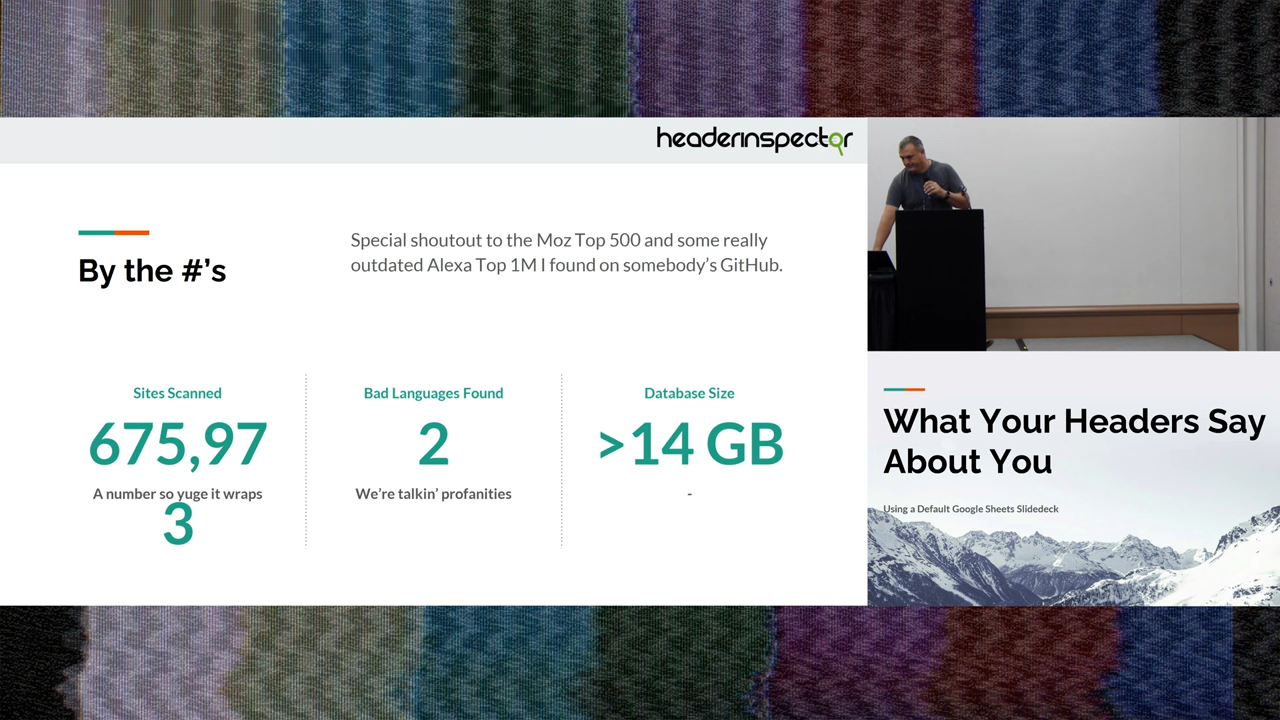 headerinspector
By the #’s
Special shoutout to the Moz Top 500 and some really
outdated Alexa Top 1M I found on somebody’s GitHub.
Sites Scanned
675,97
3
A number so yuge it wraps
Bad Languages Found
2
We’re talkin’ profanities
Database Size
>14 GB
-
What Your Headers Say
About You
Using a Default Google Sheets Slidedeck